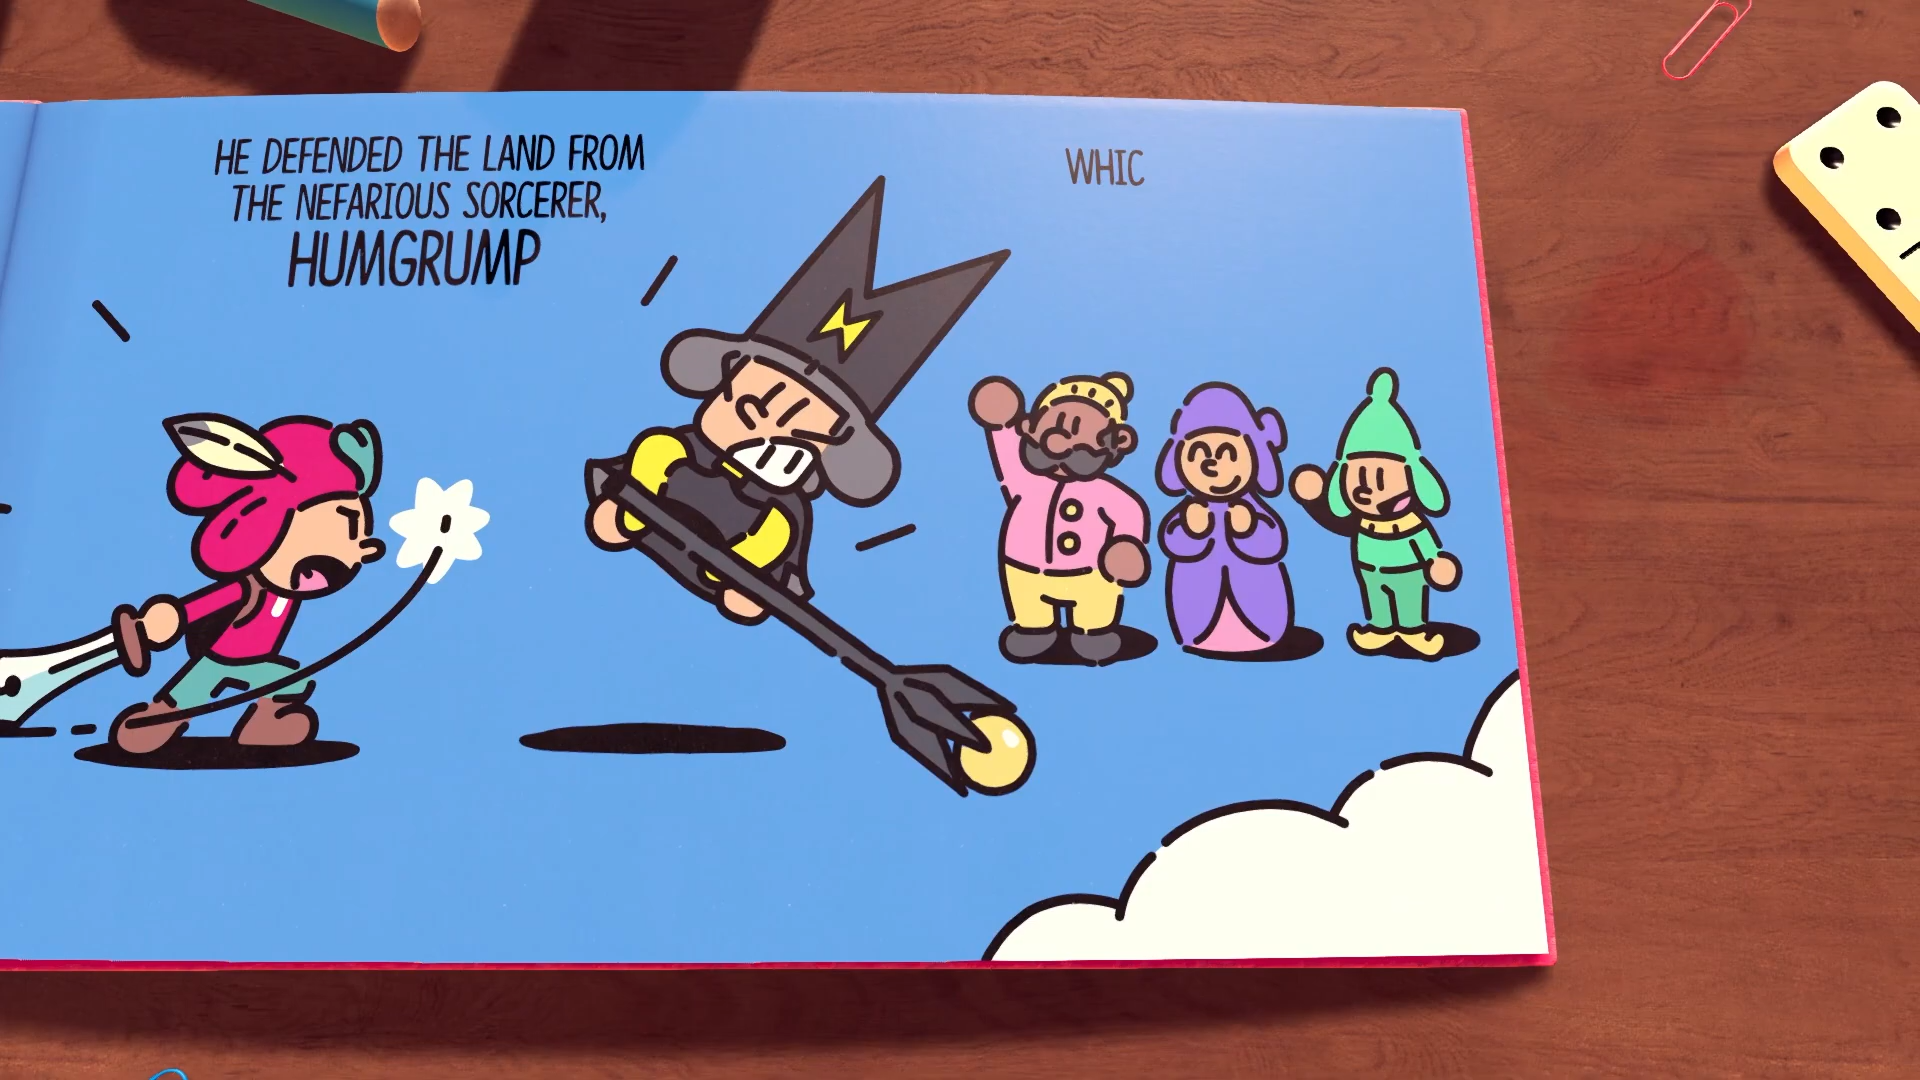 HE DEFENDED THE LAND FROM
THE NEFARIOUS SORCERER,
HUMGRUMP
WHIC